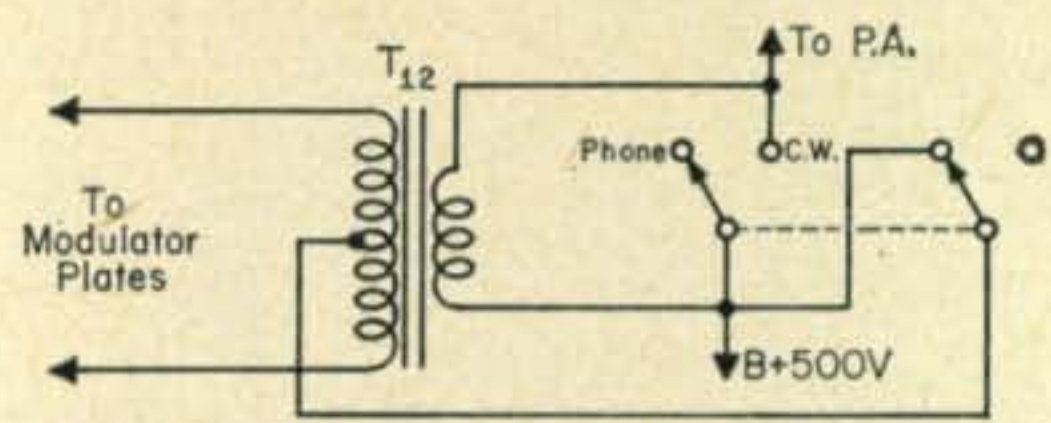 T12
To P.A.
Phone
C.W.
To
Modulator
Plates
B+500V